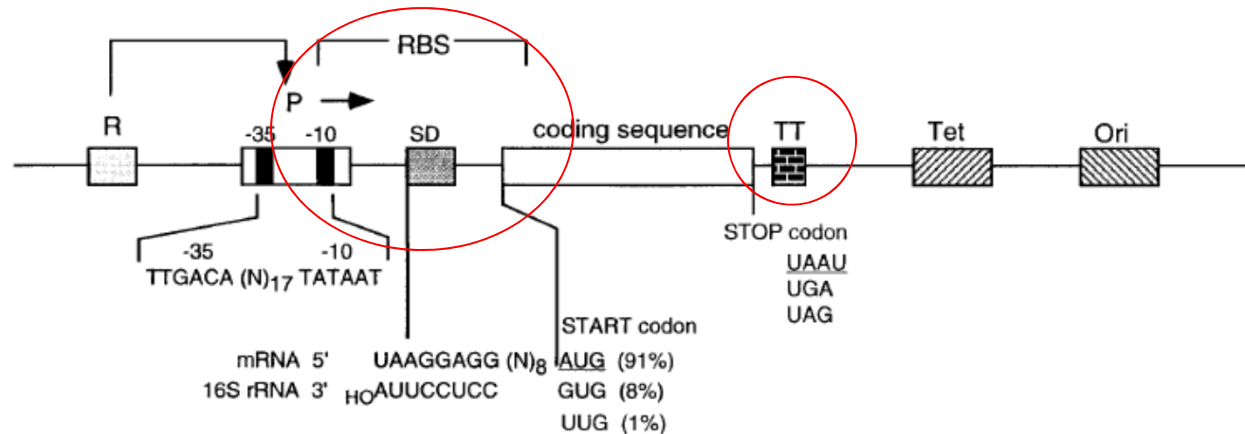 RBS
P
R -35 -10 SD coding sequence TT Tet Ori
-35 -10
TTGACA (N)17 TATAAT
STOP codon
UAAU
UGA
UAG
START codon
mRNA 5' UAAGGAGG (N)8 AUG (91%)
16S rRNA 3' HOAUUCCUCC GUG (8%)
UUG (1%)